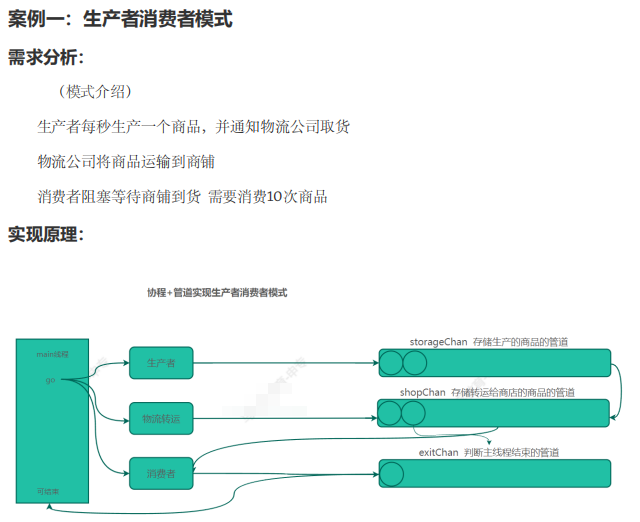 案例一：生产者消费者模式
需求分析：
（模式介绍）
生产者每秒生产一个商品，并通知物流公司取货
物流公司将商品运输到商铺
消费者阻塞等待商铺到货 需要消费10次商品
实现原理：
协程+管道实现生产者消费者模式
main线程
go
可结束
生产者
物流转运
消费者
storageChan 存储生产的商品的管道
shopChan 存储转运给商店的商品的管道
exitChan 判断主线程结束的管道